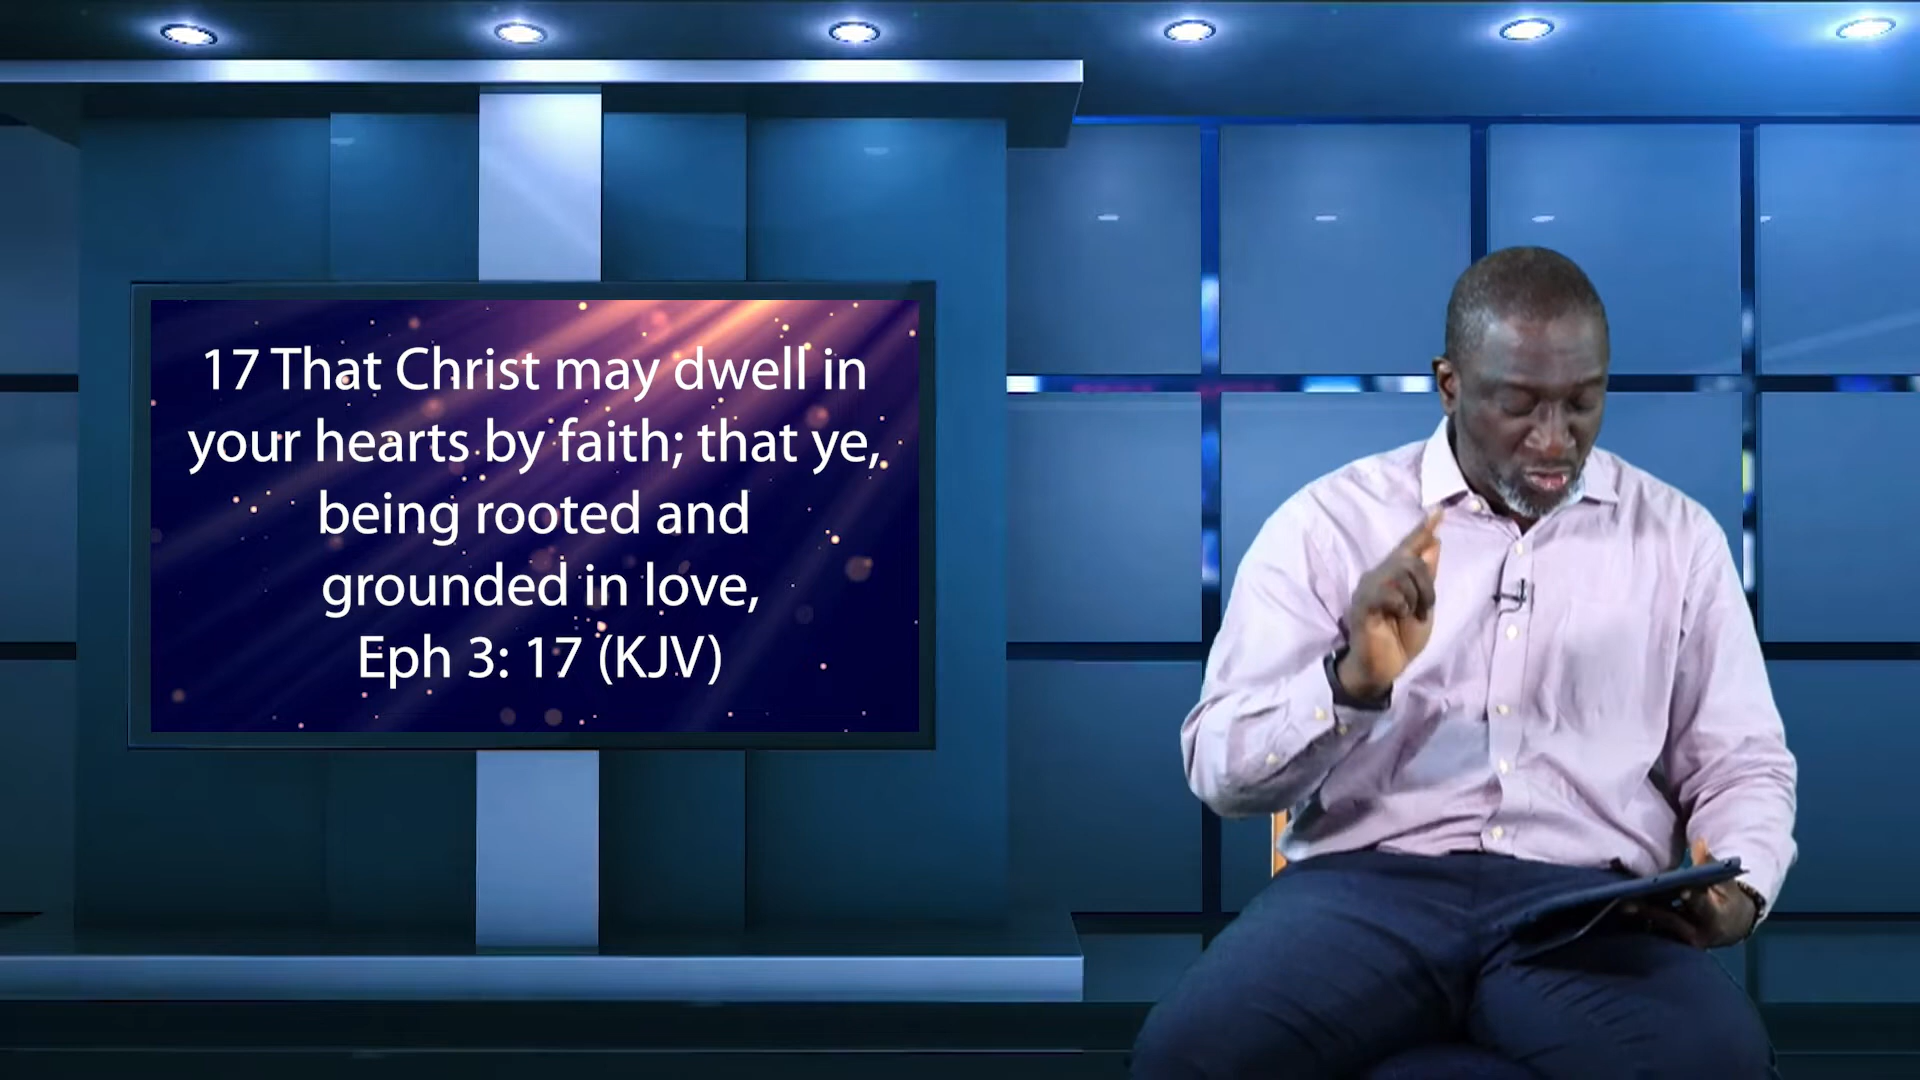 17 That Christ may dwell in
your hearts by faith; that ye,
being rooted and
grounded in love,
Eph 3: 17 (KJV)